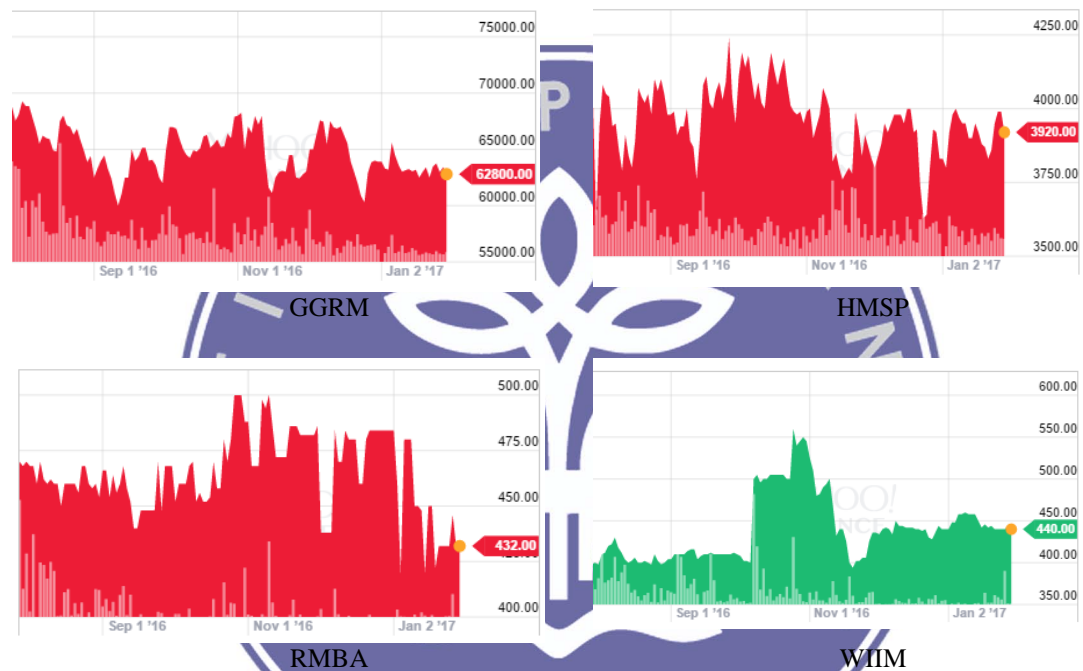 75000.00
70000.00
65000.00
62800.00
60000.00
55000.00
Sep 1 '16 Nov 1 '16 Jan 2 '17
GGRM
4250.00
4000.00
3920.00
3750.00
3500.00
Sep 1 '16 Nov 1 '16 Jan 2 '17
HMSP
500.00
475.00
450.00
432.00
400.00
Sep 1 '16 Nov 1 '16 Jan 2 '17
RMBA
600.00
550.00
500.00
450.00
440.00
400.00
350.00
Sep 1 '16 Nov 1 '16 Jan 2 '17
WIIM